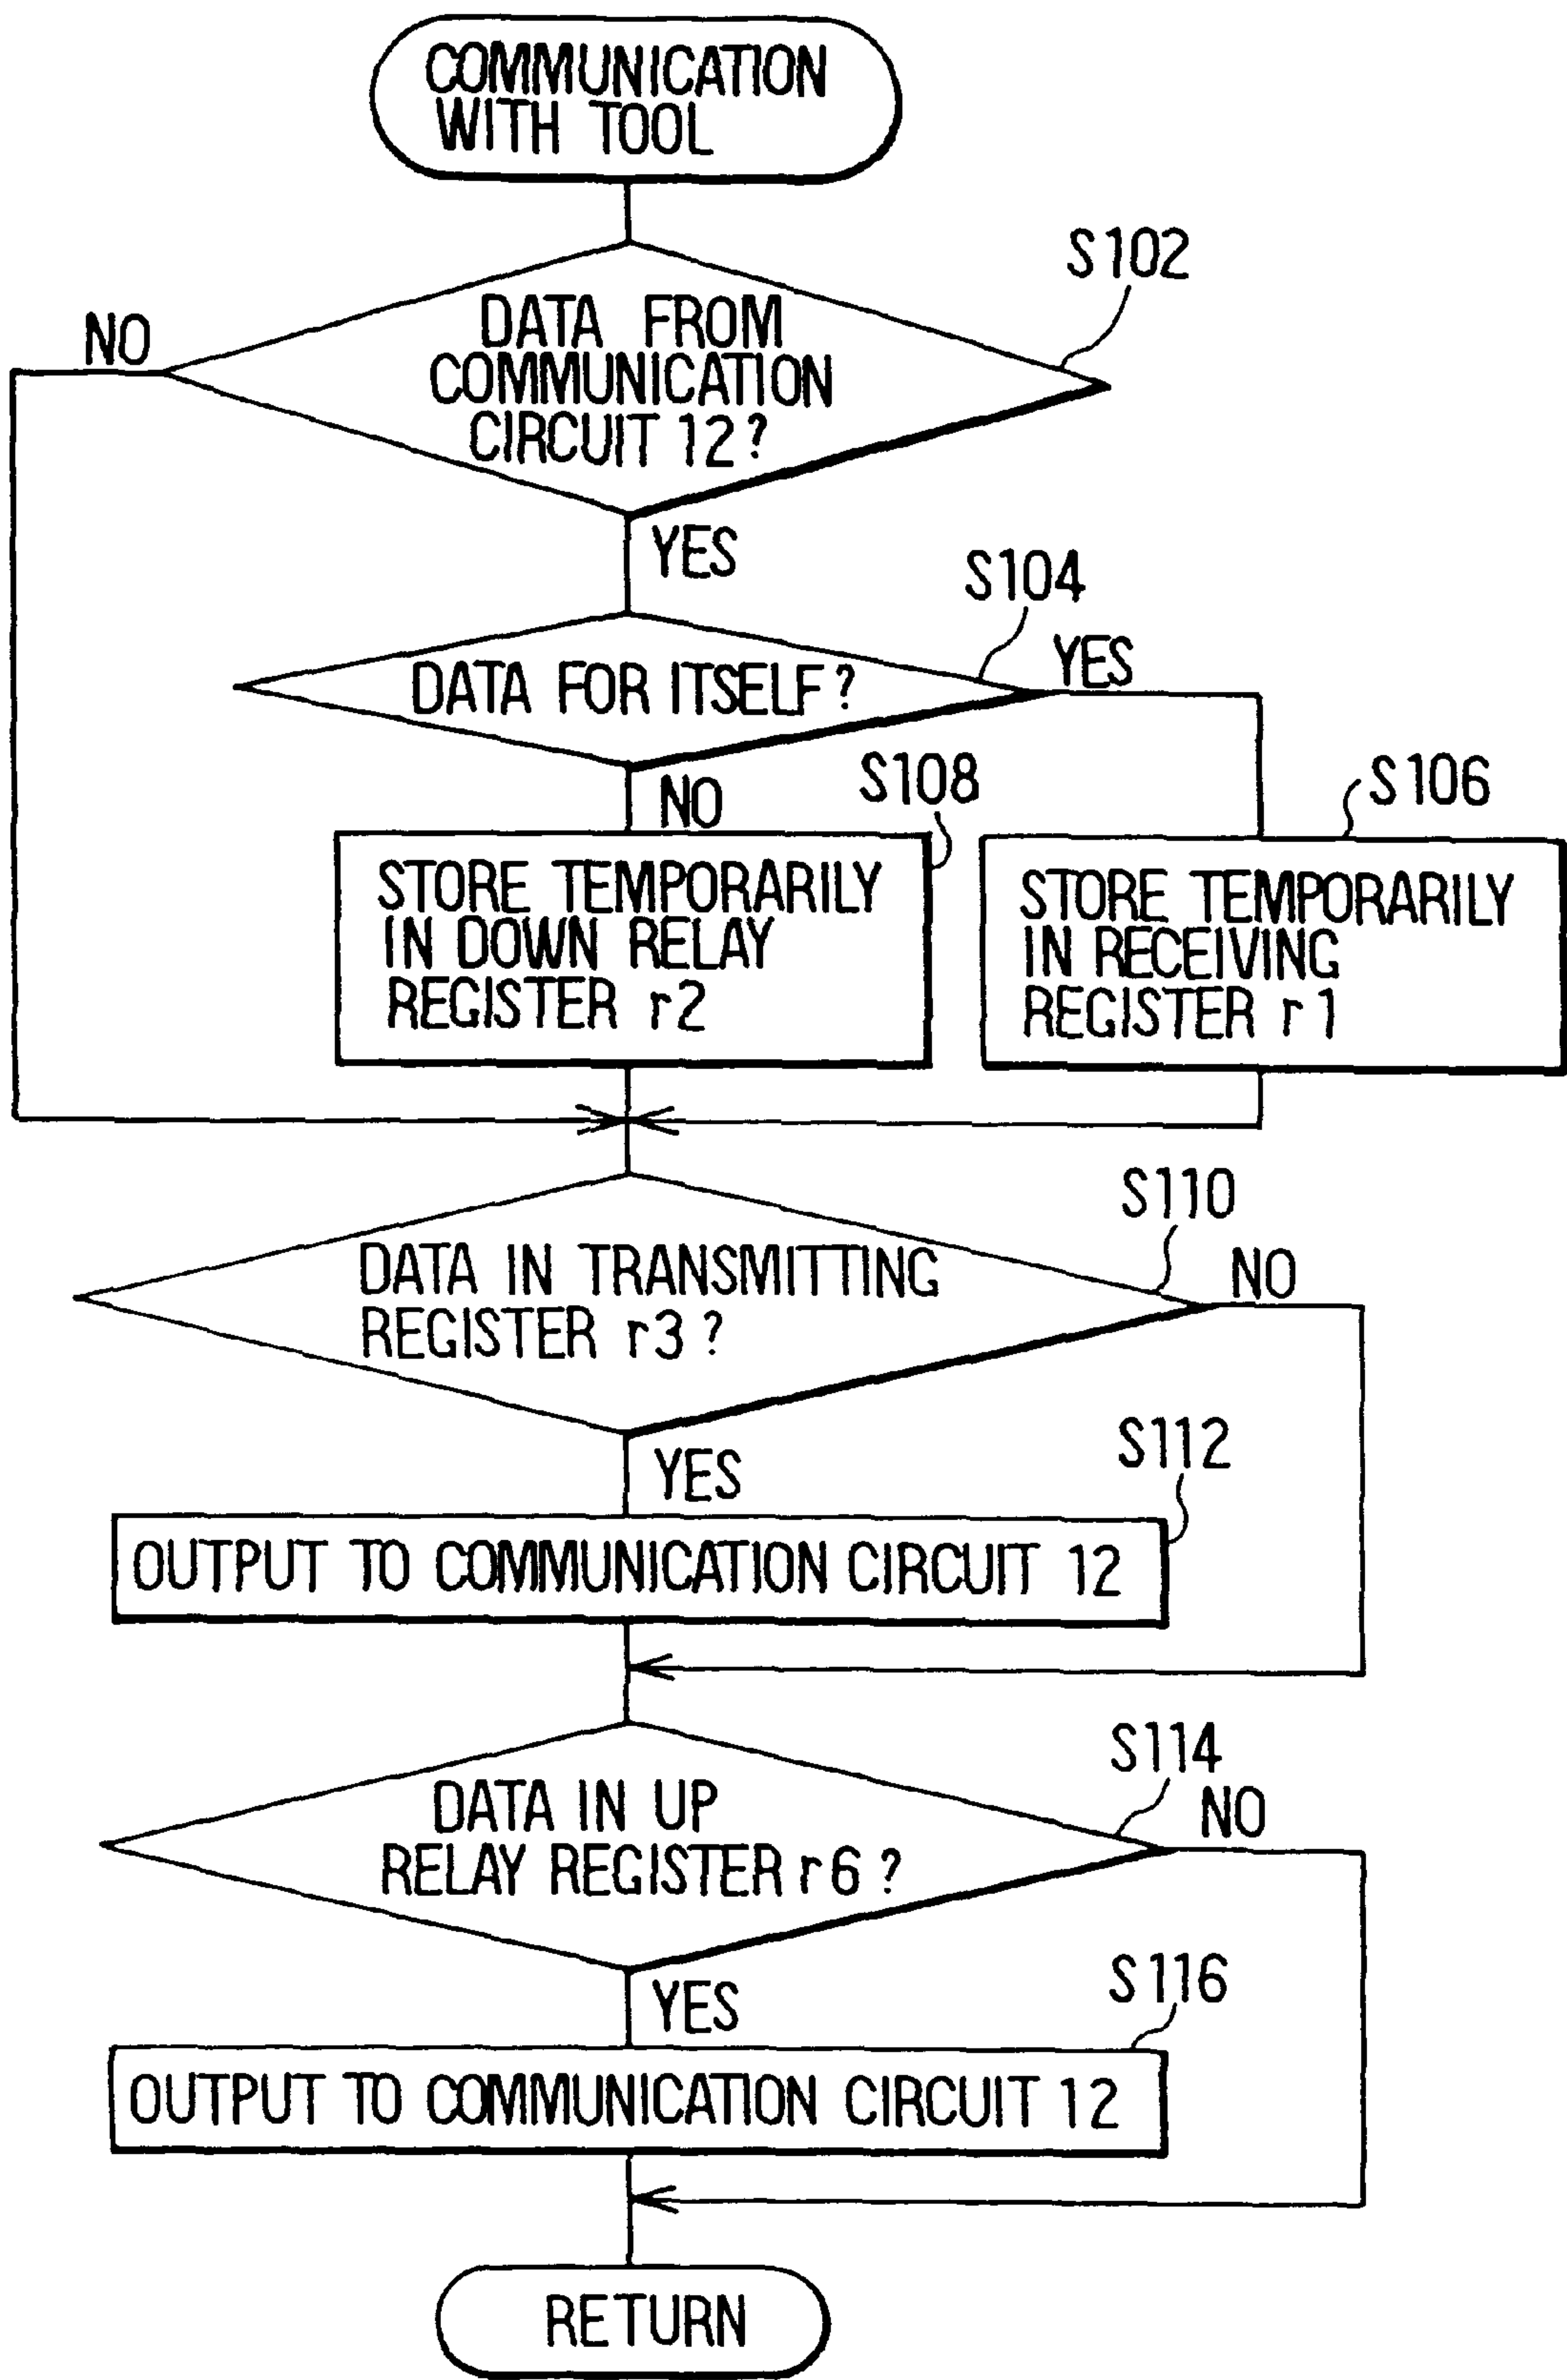 COMMUNICATION
WITH TOOL
S102
NO
DATA FROM
COMMUNICATION
CIRCUIT 12?
YES
S104
YES
DATA FOR ITSELF?
NO
S108
S106
STORE TEMPORARILY
IN DOWN RELAY
REGISTER r2
STORE TEMPORARILY
IN RECEIVING
REGISTER r1
S110
NO
DATA IN TRANSMITTING
REGISTER r3?
YES
S112
OUTPUT TO COMMUNICATION CIRCUIT 12
S114
NO
DATA IN UP
RELAY REGISTER r6?
YES
S116
OUTPUT TO COMMUNICATION CIRCUIT 12
RETURN